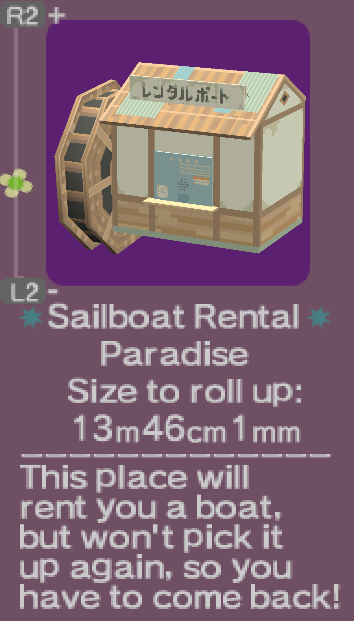 R2 +
レンタルボート
L2 -
Sailboat Rental
Paradise
Size to roll up:
13m46cm1mm
This place will
rent you a boat,
but won't pick it
up again, so you
have to come back!